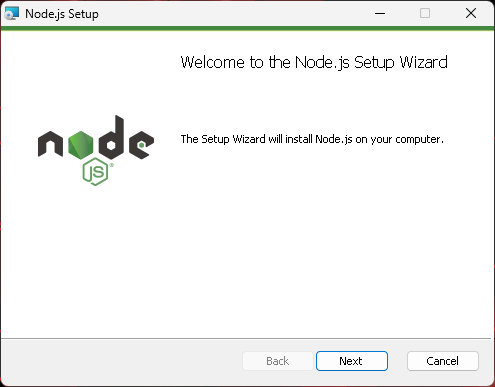 Node.js Setup
Welcome to the Node.js Setup Wizard
node
JS
The Setup Wizard will install Node.js on your computer.
Back
Next
Cancel